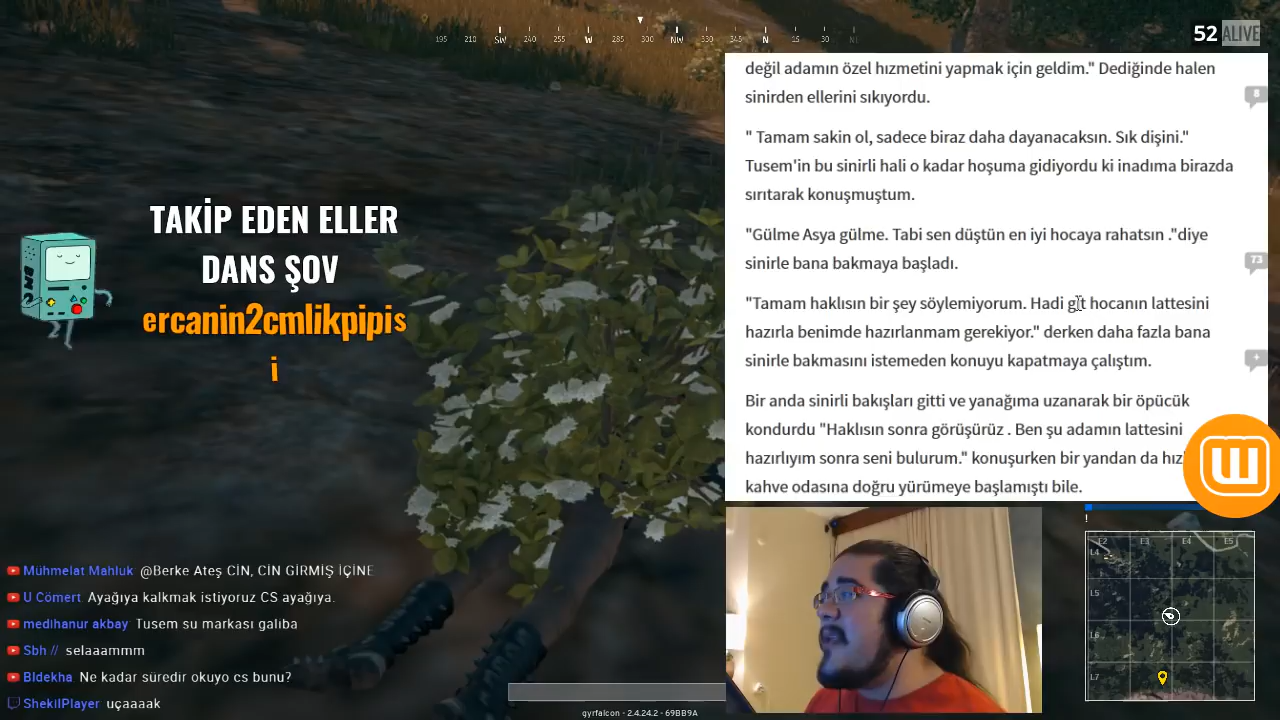 195 210 SW 240 255 W 285 300 NW 330 345 N 15 30
52 ALIVE
değil adamın özel hızmetini yapmak için geldim." Dediğinde halen
sinirden ellerini sıkıyordu.
8
" Tamam sakin ol, sadece biraz daha dayanacaksın. Sık dişini."
Tusem'in bu sinirli hali o kadar hoşuma gidiyordu ki inadıma birazda
sırıtarak konuşmuştum.
"Gülme Asya gülme. Tabi sen düştün en iyi hocaya rahatsın ."diye
sinirle bana bakmaya başladı.
73
"Tamam haklısın bir şey söylemiyorum. Hadi git hocanın lattesini
hazırla benimde hazırlanmam gerekiyor." derken daha fazla bana
sinirle bakmasını istemeden konuyu kapatmaya çalıştım.
+
Bir anda sinirli bakışları gitti ve yanağıma uzanarak bir öpücük
kondurdu "Haklısın sonra görüşürüz . Ben şu adamın lattesini
hazırlıyım sonra seni bulurum." konuşurken bir yandan da hız
kahve odasına doğru yürümeye başlamıştı bile.
TAKİP EDEN ELLER
DANS ŞOV
ercanin2cmlikpipis
i
BMO
Mühmelat Mahluk @Berke Ateş CİN, CİN GİRMİŞ İÇİNE
U Cömert Ayağıya kalkmak istiyoruz CS ayağıya.
medihanur akbay Tusem su markası galiba
Sbh // selaaammm
Bldekha Ne kadar süredir okuyo cs bunu?
ShekilPlayer uçaaaak
!
E2 E3 E4 E5
L4
L5
L6
L7
gyrfalcon - 2.4.24.2 - 69BB9A